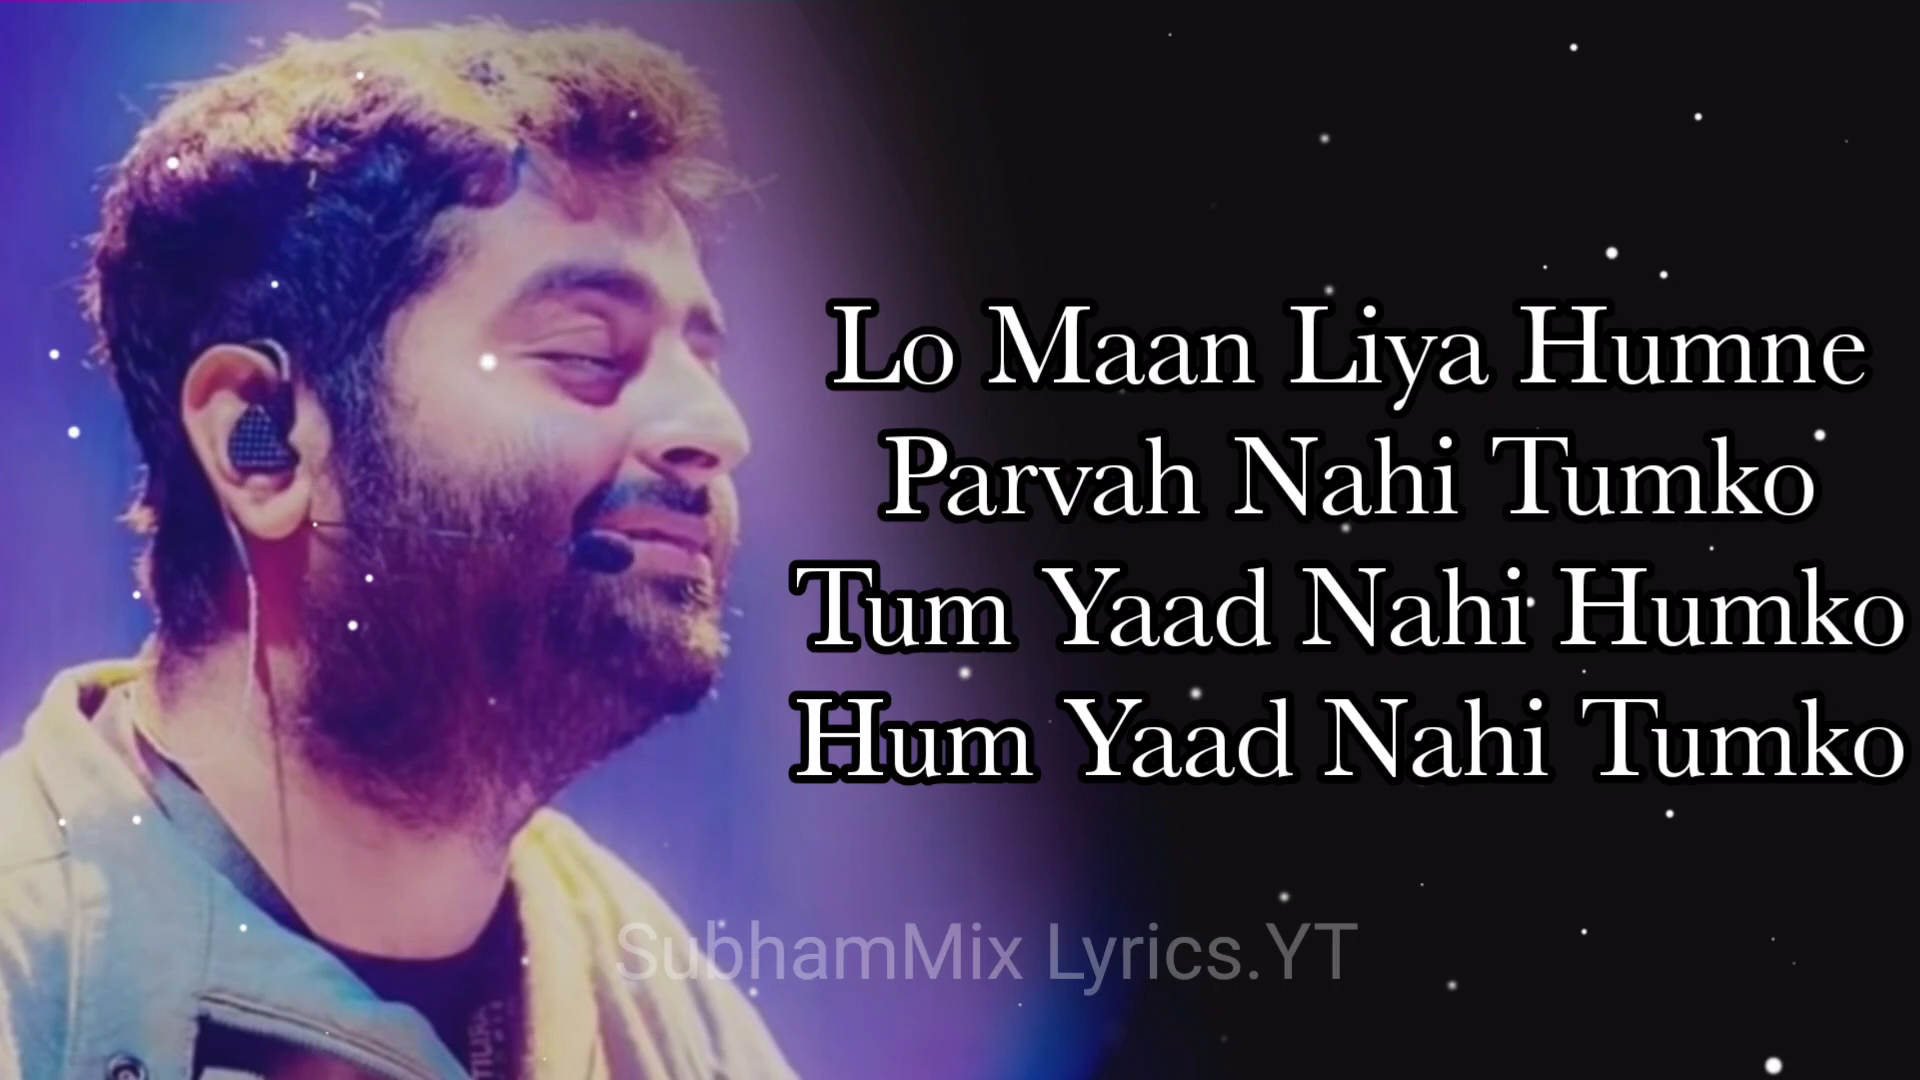 Lo Maan Liya Humne
Parvah Nahi Tumko
Tum Yaad Nahi Humko
Hum Yaad Nahi Tumko
SubhamMix Lyrics.YT